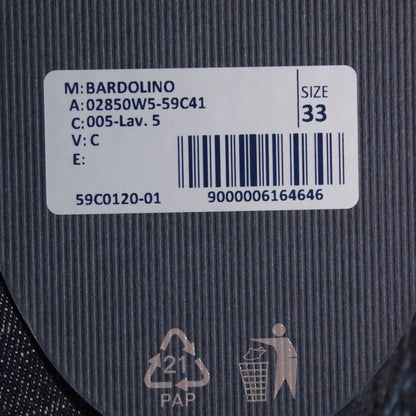 M: BARDOLINO
A: 02850W5-59C41
C: 005-Lav. 5
V: C
E:
SIZE
33
59C0120-01
9000006164646
21
PAP